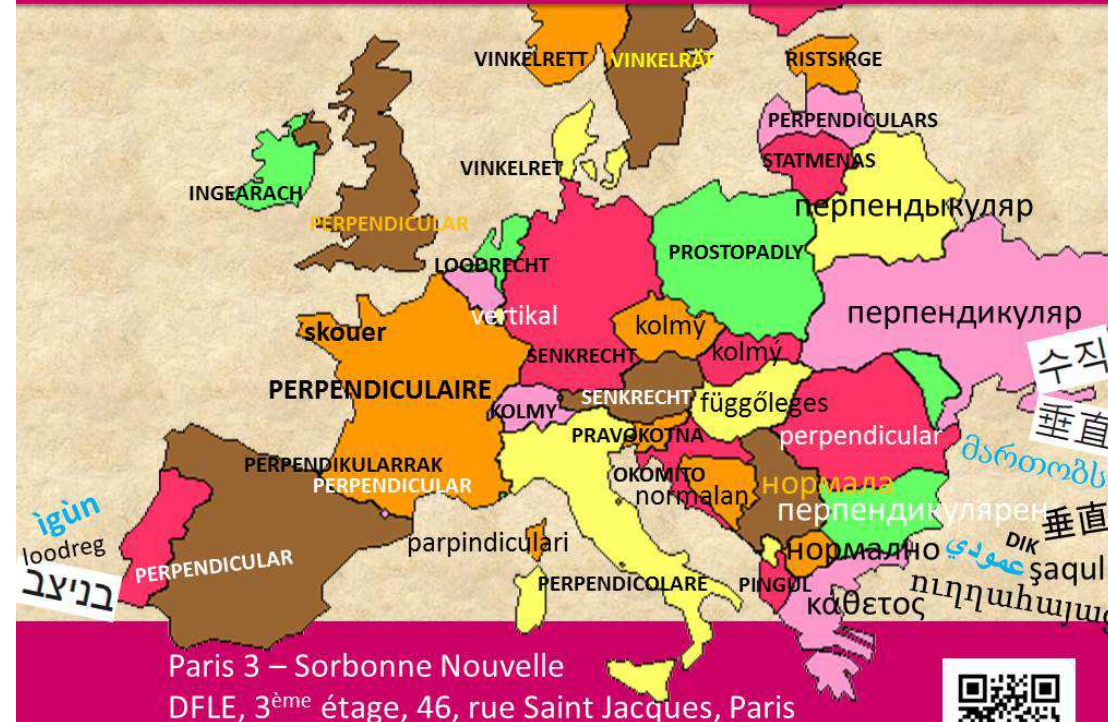 VINKELRETT
VINKELRÄT
RISTSIRGE
PERPENDICULARS
VINKELRET
STATMENAS
INGEARACH
PERPENDICULAR
перпендыкуляр
LOODRECHT
PROSTOPADLY
vertikal
kolmý
перпендикуляр
skouer
SENKRECHT
kolmý
수직
PERPENDICULAIRE
KOLMY
SENKRECHT
függőleges
垂直
PRAVOKOTNA
perpendicular
PERPENDIKULARRAK
PERPENDICULAR
OKOMITO
normalan
нормала
перпендикулярен
ìgùn
loodreg
בניצב
PERPENDICULAR
parpindiculari
нормално
DIK
عمودي
垂直
şaqul
PERPENDICOLARE
PINGUL
κάθετος
Paris 3 – Sorbonne Nouvelle
DFLE, 3ème étage, 46, rue Saint Jacques, Paris